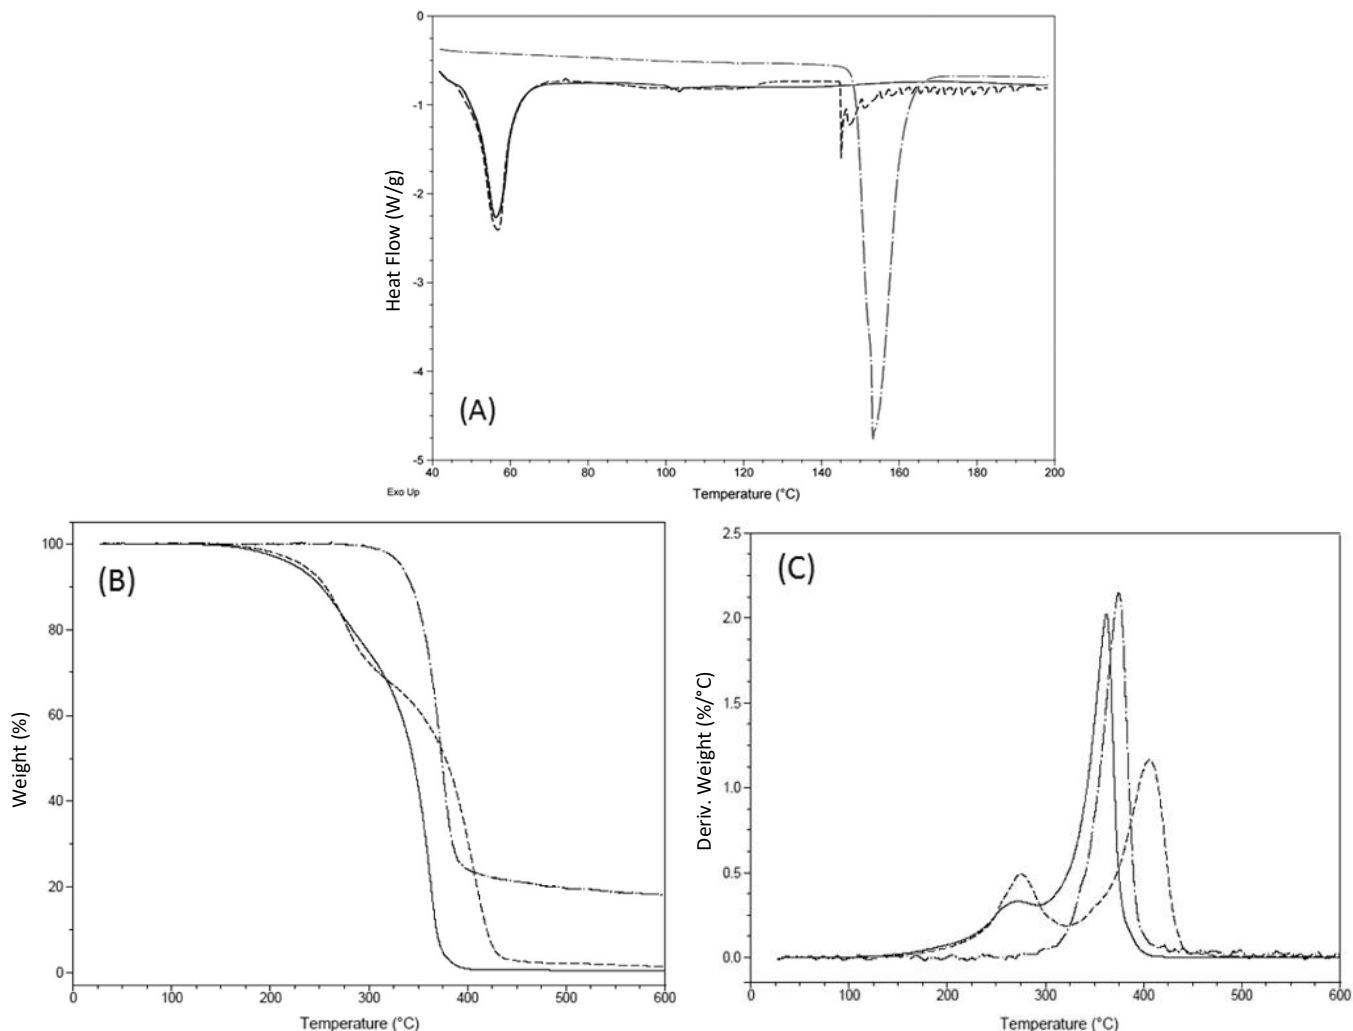 0
-1
-2
-3
-4
-5
Heat Flow (W/g)
(A)
40 60 80 100 120 140 160 180 200
Exo Up
Temperature (°C)
100
80
60
40
20
0
Weight (%)
(B)
0 100 200 300 400 500 600
Temperature (°C)
2.5
2.0
1.5
1.0
0.5
0.0
Deriv. Weight (%/°C)
(C)
0 100 200 300 400 500 600
Temperature (°C)